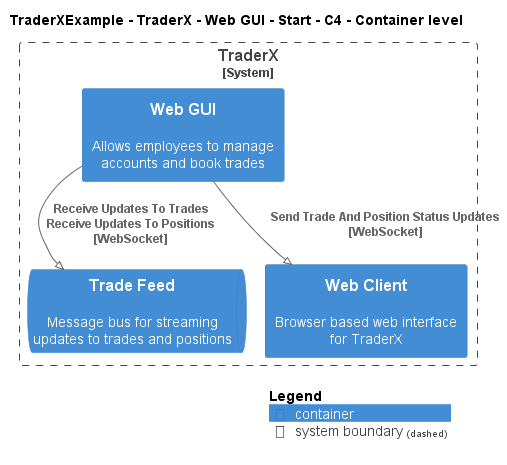 TraderXExample - TraderX - Web GUI - Start - C4 - Container level
TraderX
[System]
Web GUI
Allows employees to manage
accounts and book trades
Receive Updates To Trades
Receive Updates To Positions
[WebSocket]
Send Trade And Position Status Updates
[WebSocket]
Trade Feed
Message bus for streaming
updates to trades and positions
Web Client
Browser based web interface
for TraderX
Legend
container
system boundary (dashed)